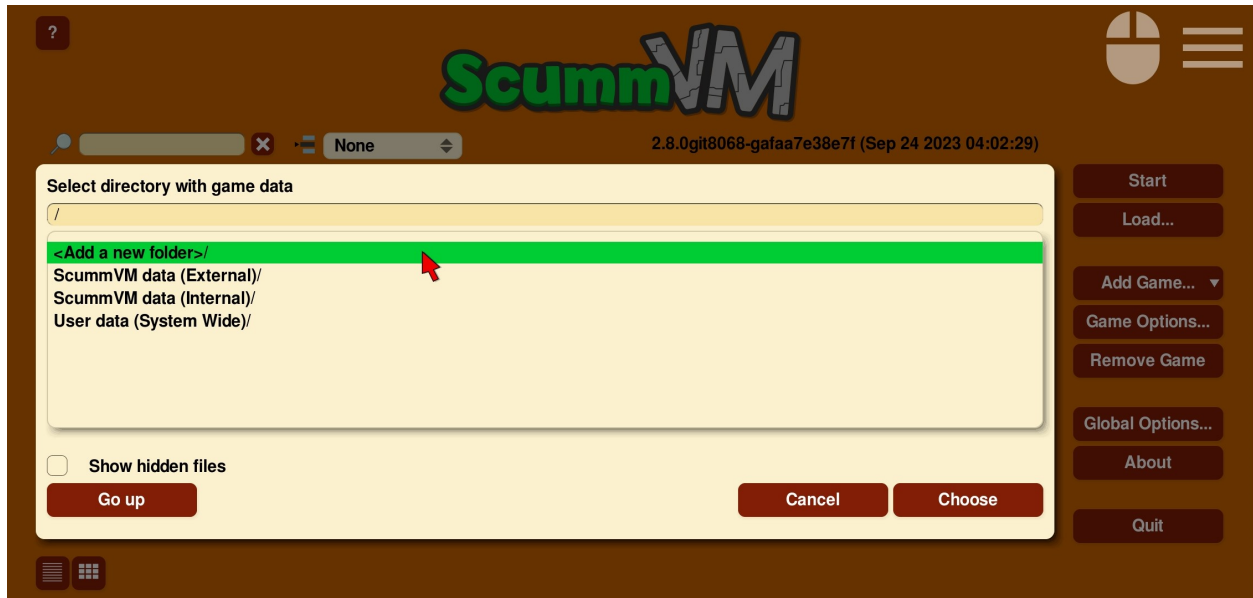 ?
ScummVM
None
2.8.0git8068-gafaa7e38e7f (Sep 24 2023 04:02:29)
Select directory with game data
/
<Add a new folder>/
ScummVM data (External)/
ScummVM data (Internal)/
User data (System Wide)/
Show hidden files
Go up
Cancel
Choose
Start
Load...
Add Game...
Game Options...
Remove Game
Global Options...
About
Quit